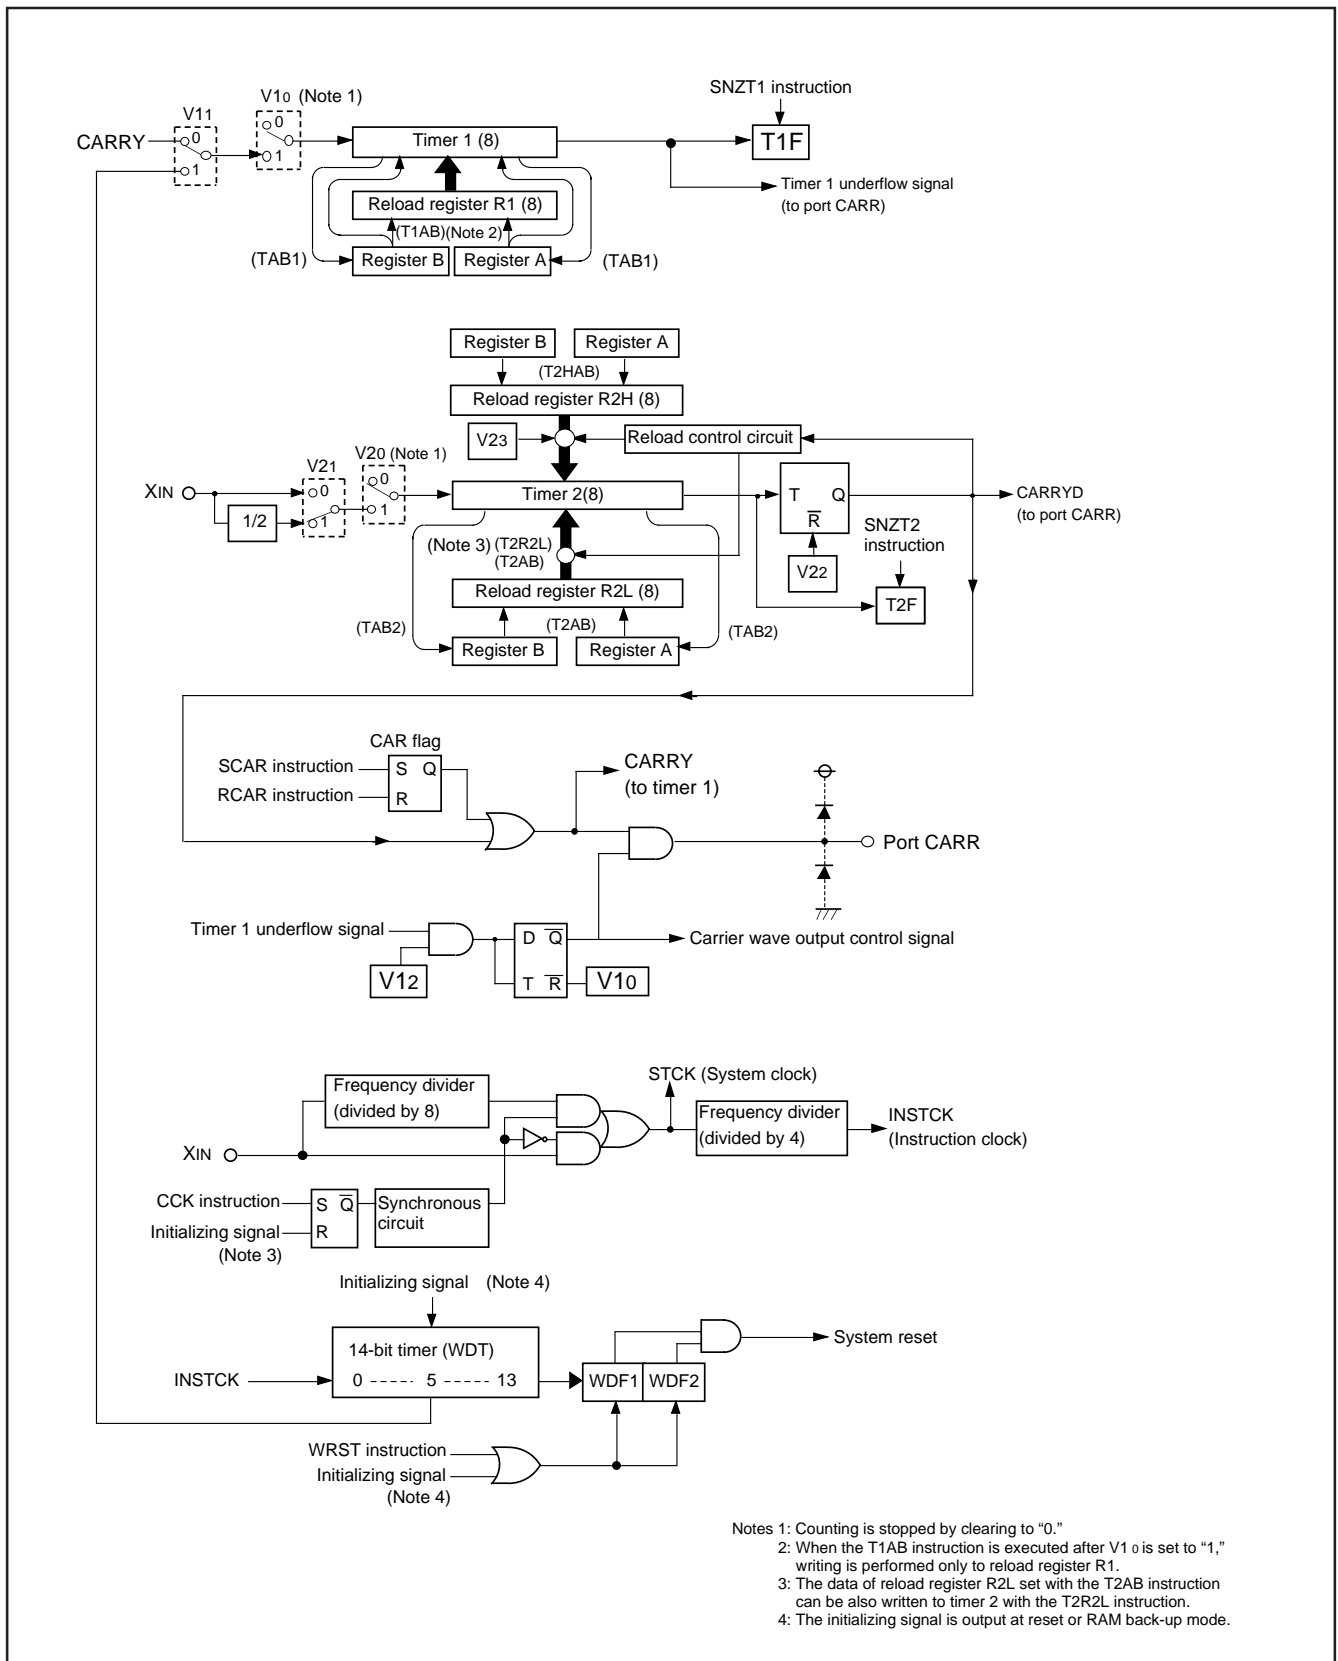 SNZT1 instruction
V10 (Note 1)
V11
0
CARRY
0
1
1
Timer 1 (8)
T1F
Timer 1 underflow signal
(to port CARR)
Reload register R1 (8)
(T1AB)(Note 2)
(TAB1)
Register B
Register A
(TAB1)
Register B
Register A
(T2HAB)
Reload register R2H (8)
V23
Reload control circuit
V20 (Note 1)
V21
0
XIN
0
1
1
1/2
Timer 2(8)
T Q
R
CARRYD
(to port CARR)
SNZT2
instruction
V22
T2F
(Note 3) (T2R2L)
(T2AB)
Reload register R2L (8)
(TAB2)
(T2AB)
(TAB2)
Register B
Register A
CAR flag
SCAR instruction
S Q
RCAR instruction
R
CARRY
(to timer 1)
Port CARR
Timer 1 underflow signal
D Q
Carrier wave output control signal
V12
T R
V10
STCK (System clock)
Frequency divider
(divided by 8)
Frequency divider
(divided by 4)
INSTCK
(Instruction clock)
XIN
CCK instruction
S Q
Synchronous
circuit
Initializing signal
R
(Note 3)
Initializing signal (Note 4)
System reset
14-bit timer (WDT)
INSTCK
0 ----- 5 ----- 13
WDF1 WDF2
WRST instruction
Initializing signal
(Note 4)
Notes 1: Counting is stopped by clearing to “0.”
2: When the T1AB instruction is executed after V1 0 is set to “1,”
writing is performed only to reload register R1.
3: The data of reload register R2L set with the T2AB instruction
can be also written to timer 2 with the T2R2L instruction.
4: The initializing signal is output at reset or RAM back-up mode.